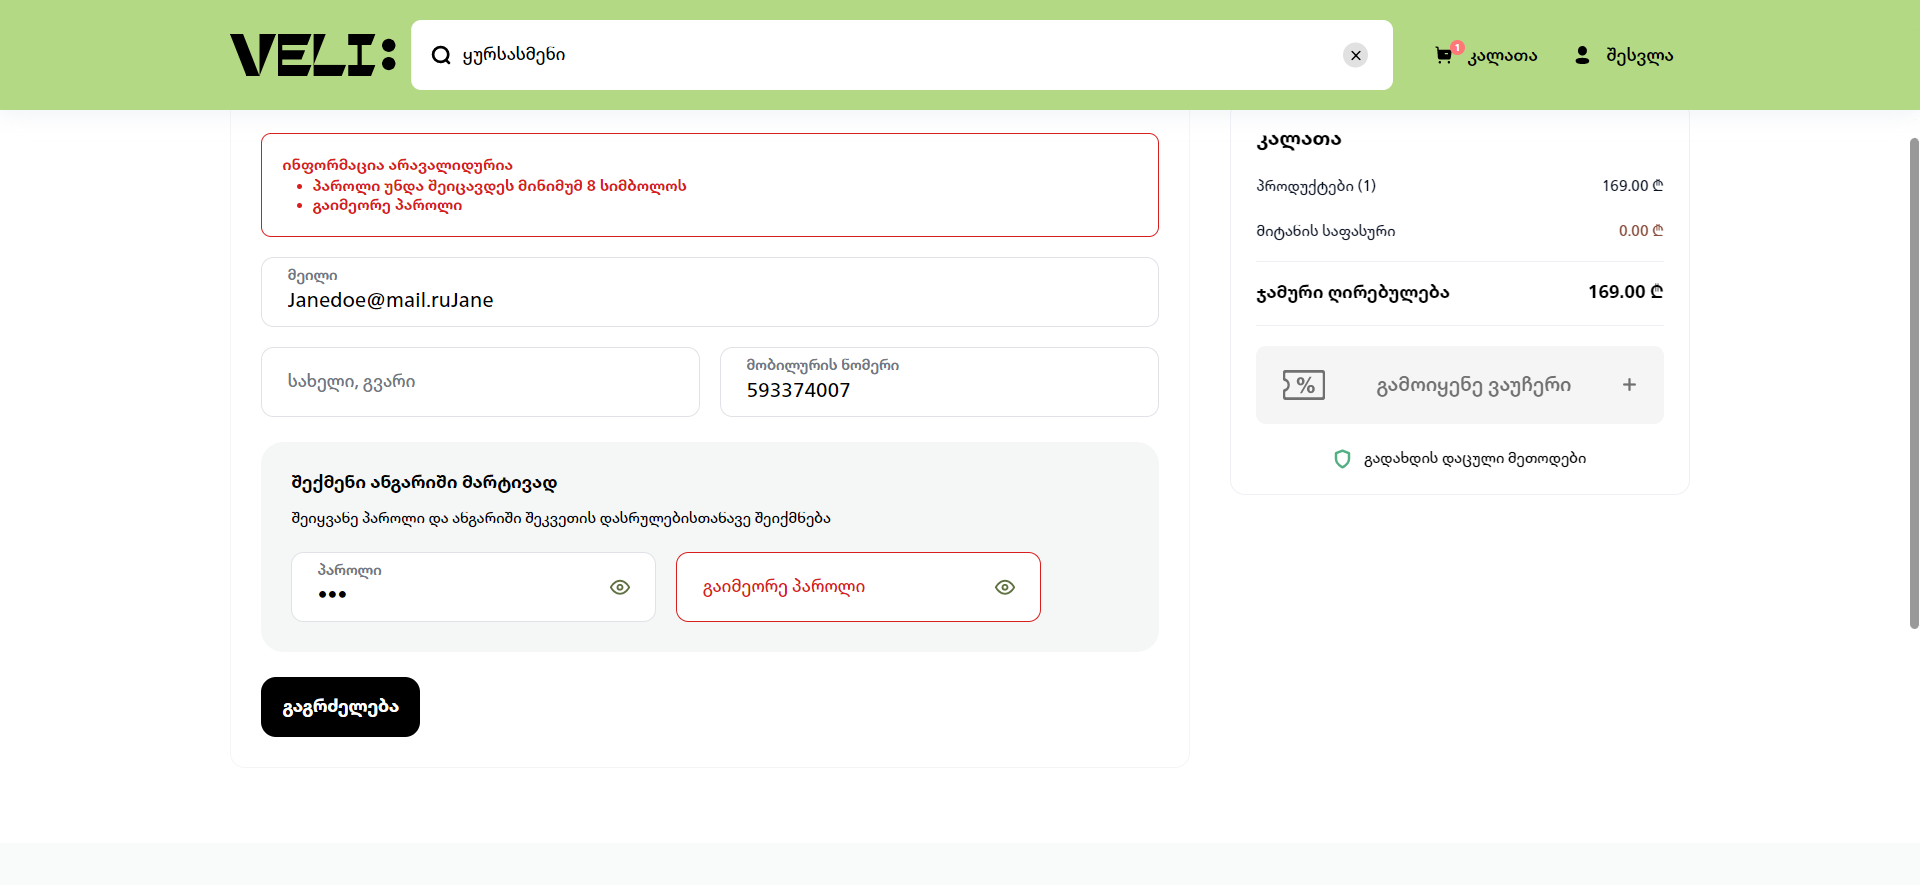 VELI:
ყურსასმენი
1
კალათა
შესვლა
ინფორმაცია არავალიდურია
• პაროლი უნდა შეიცავდეს მინიმუმ 8 სიმბოლოს
• გაიმეორე პაროლი
მეილი
Janedoe@mail.ruJane
სახელი, გვარი
მობილურის ნომერი
593374007
შექმენი ანგარიში მარტივად
შეიყვანე პაროლი და ანგარიში შეკვეთის დასრულებისთანავე შეიქმნება
პაროლი
•••
გაიმეორე პაროლი
გაგრძელება
კალათა
პროდუქტები (1)
169.00 ₾
მიტანის საფასური
0.00 ₾
ჯამური ღირებულება
169.00 ₾
%
გამოიყენე ვაუჩერი
+
გადახდის დაცული მეთოდები